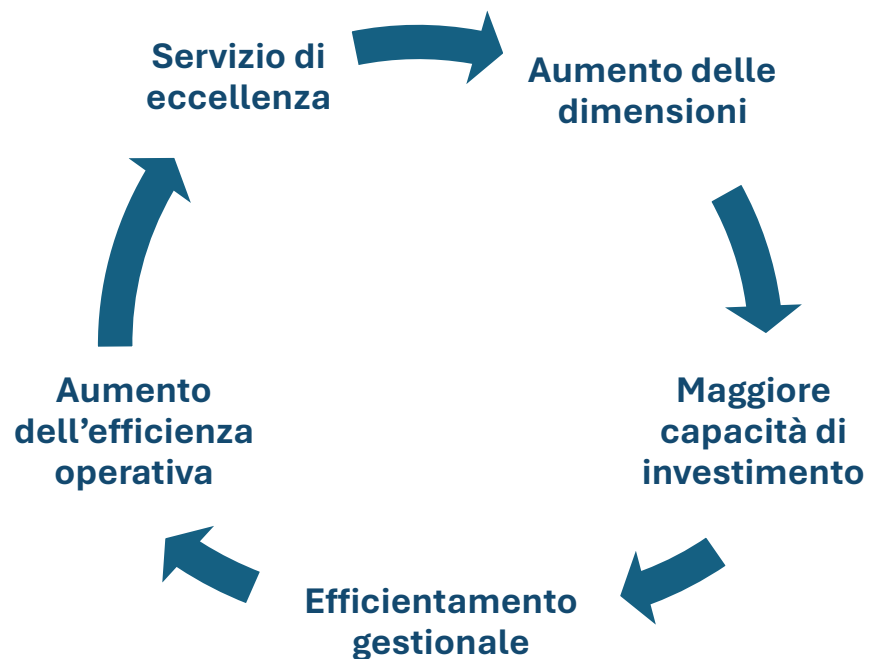 Servizio di
eccellenza
Aumento delle
dimensioni
Maggiore
capacità di
investimento
Efficientamento
gestionale
Aumento
dell’efficienza
operativa